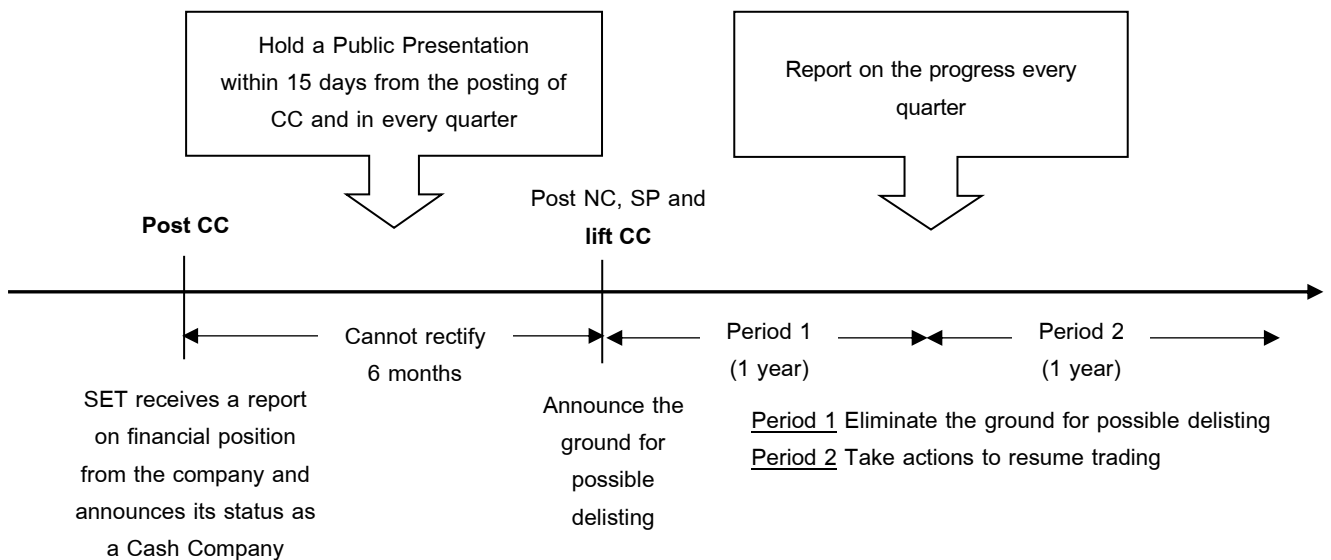 Hold a Public Presentation
within 15 days from the posting of
CC and in every quarter
Report on the progress every
quarter
Post CC
Post NC, SP and
lift CC
Cannot rectify
6 months
Period 1
(1 year)
Period 2
(1 year)
SET receives a report
on financial position
from the company and
announces its status as
a Cash Company
Announce the
ground for
possible
delisting
Period 1 Eliminate the ground for possible delisting
Period 2 Take actions to resume trading